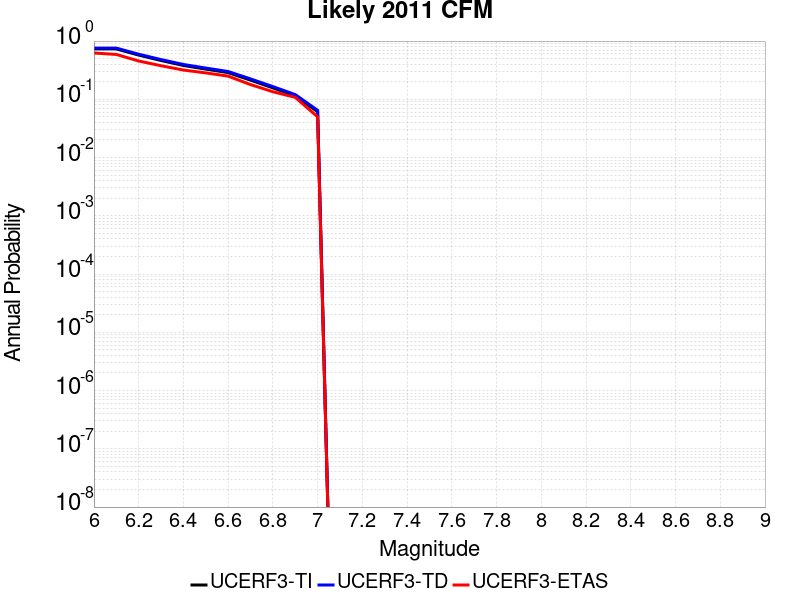 Likely 2011 CFM
10^0
10^-1
10^-2
10^-3
10^-4
10^-5
10^-6
10^-7
10^-8
Annual Probability
6 6.2 6.4 6.6 6.8 7 7.2 7.4 7.6 7.8 8 8.2 8.4 8.6 8.8 9
Magnitude
UCERF3-TI UCERF3-TD UCERF3-ETAS